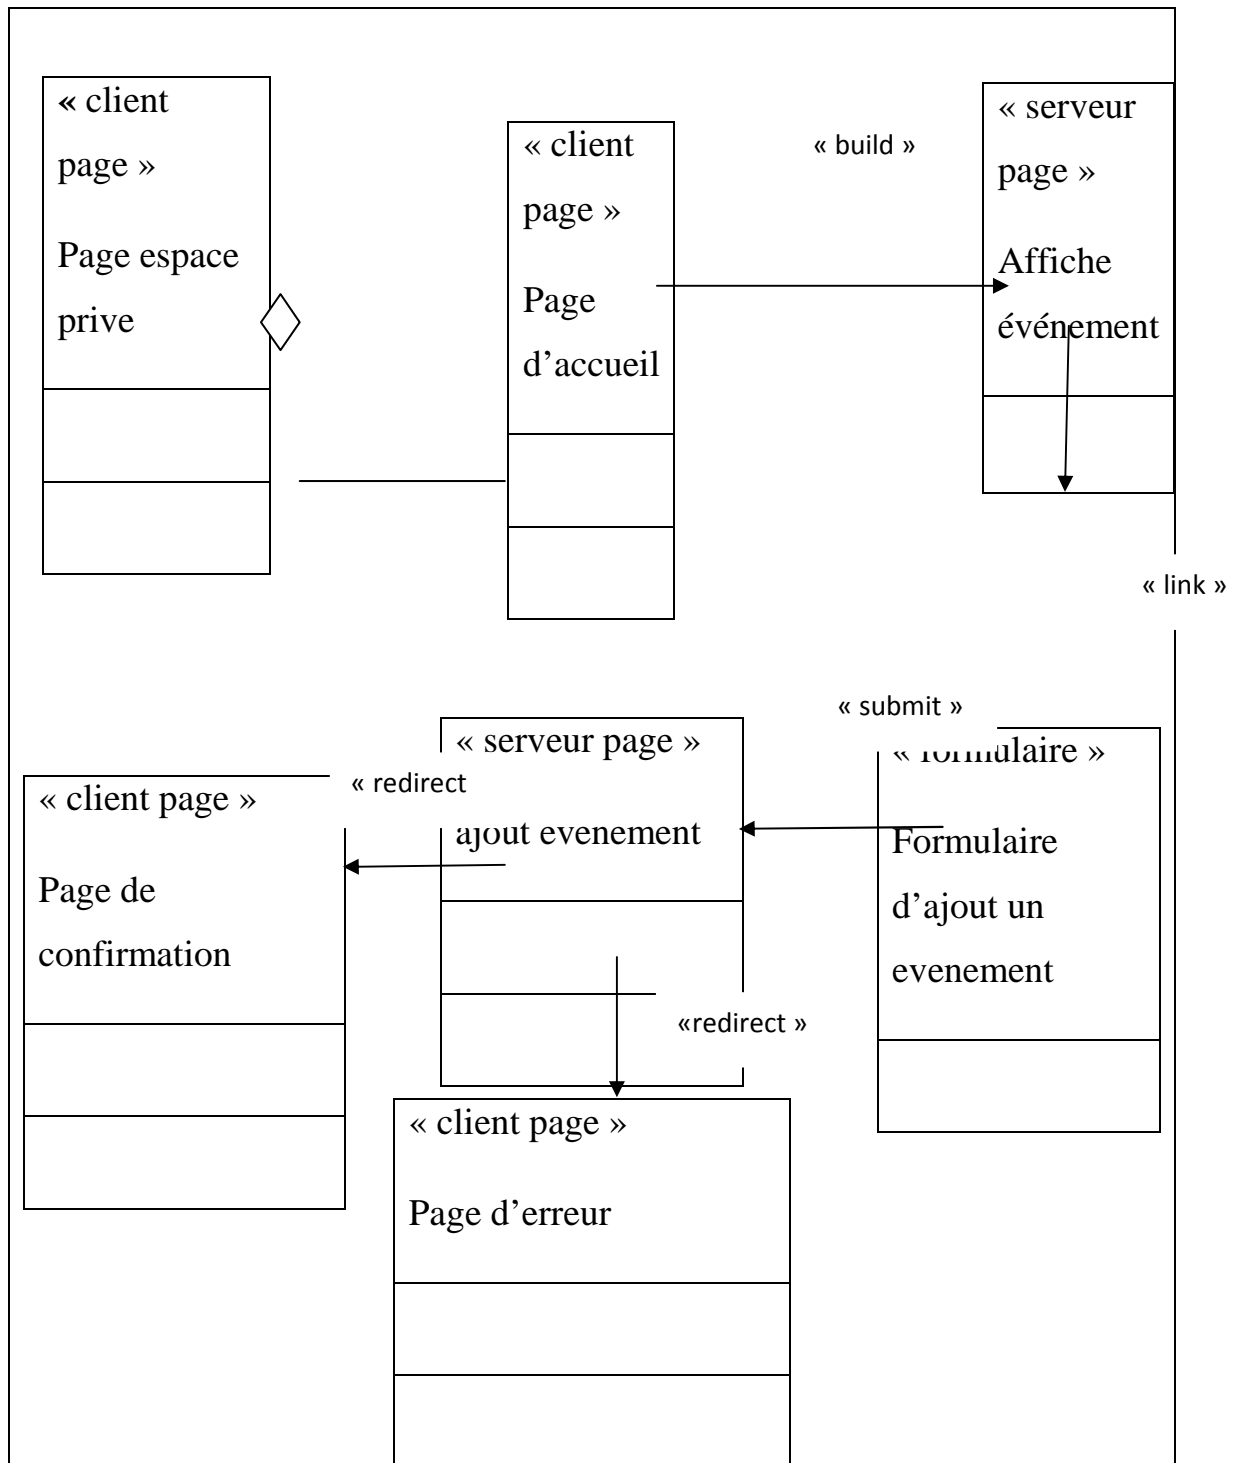 « client
page »
Page espace
prive
« client
page »
Page
d’accueil
« build »
« serveur
page »
Affiche
événement
« link »
« submit »
« formulaire »
Formulaire
d’ajout un
evenement
« serveur page »
ajout evenement
« redirect
« client page »
Page de
confirmation
«redirect »
« client page »
Page d’erreur